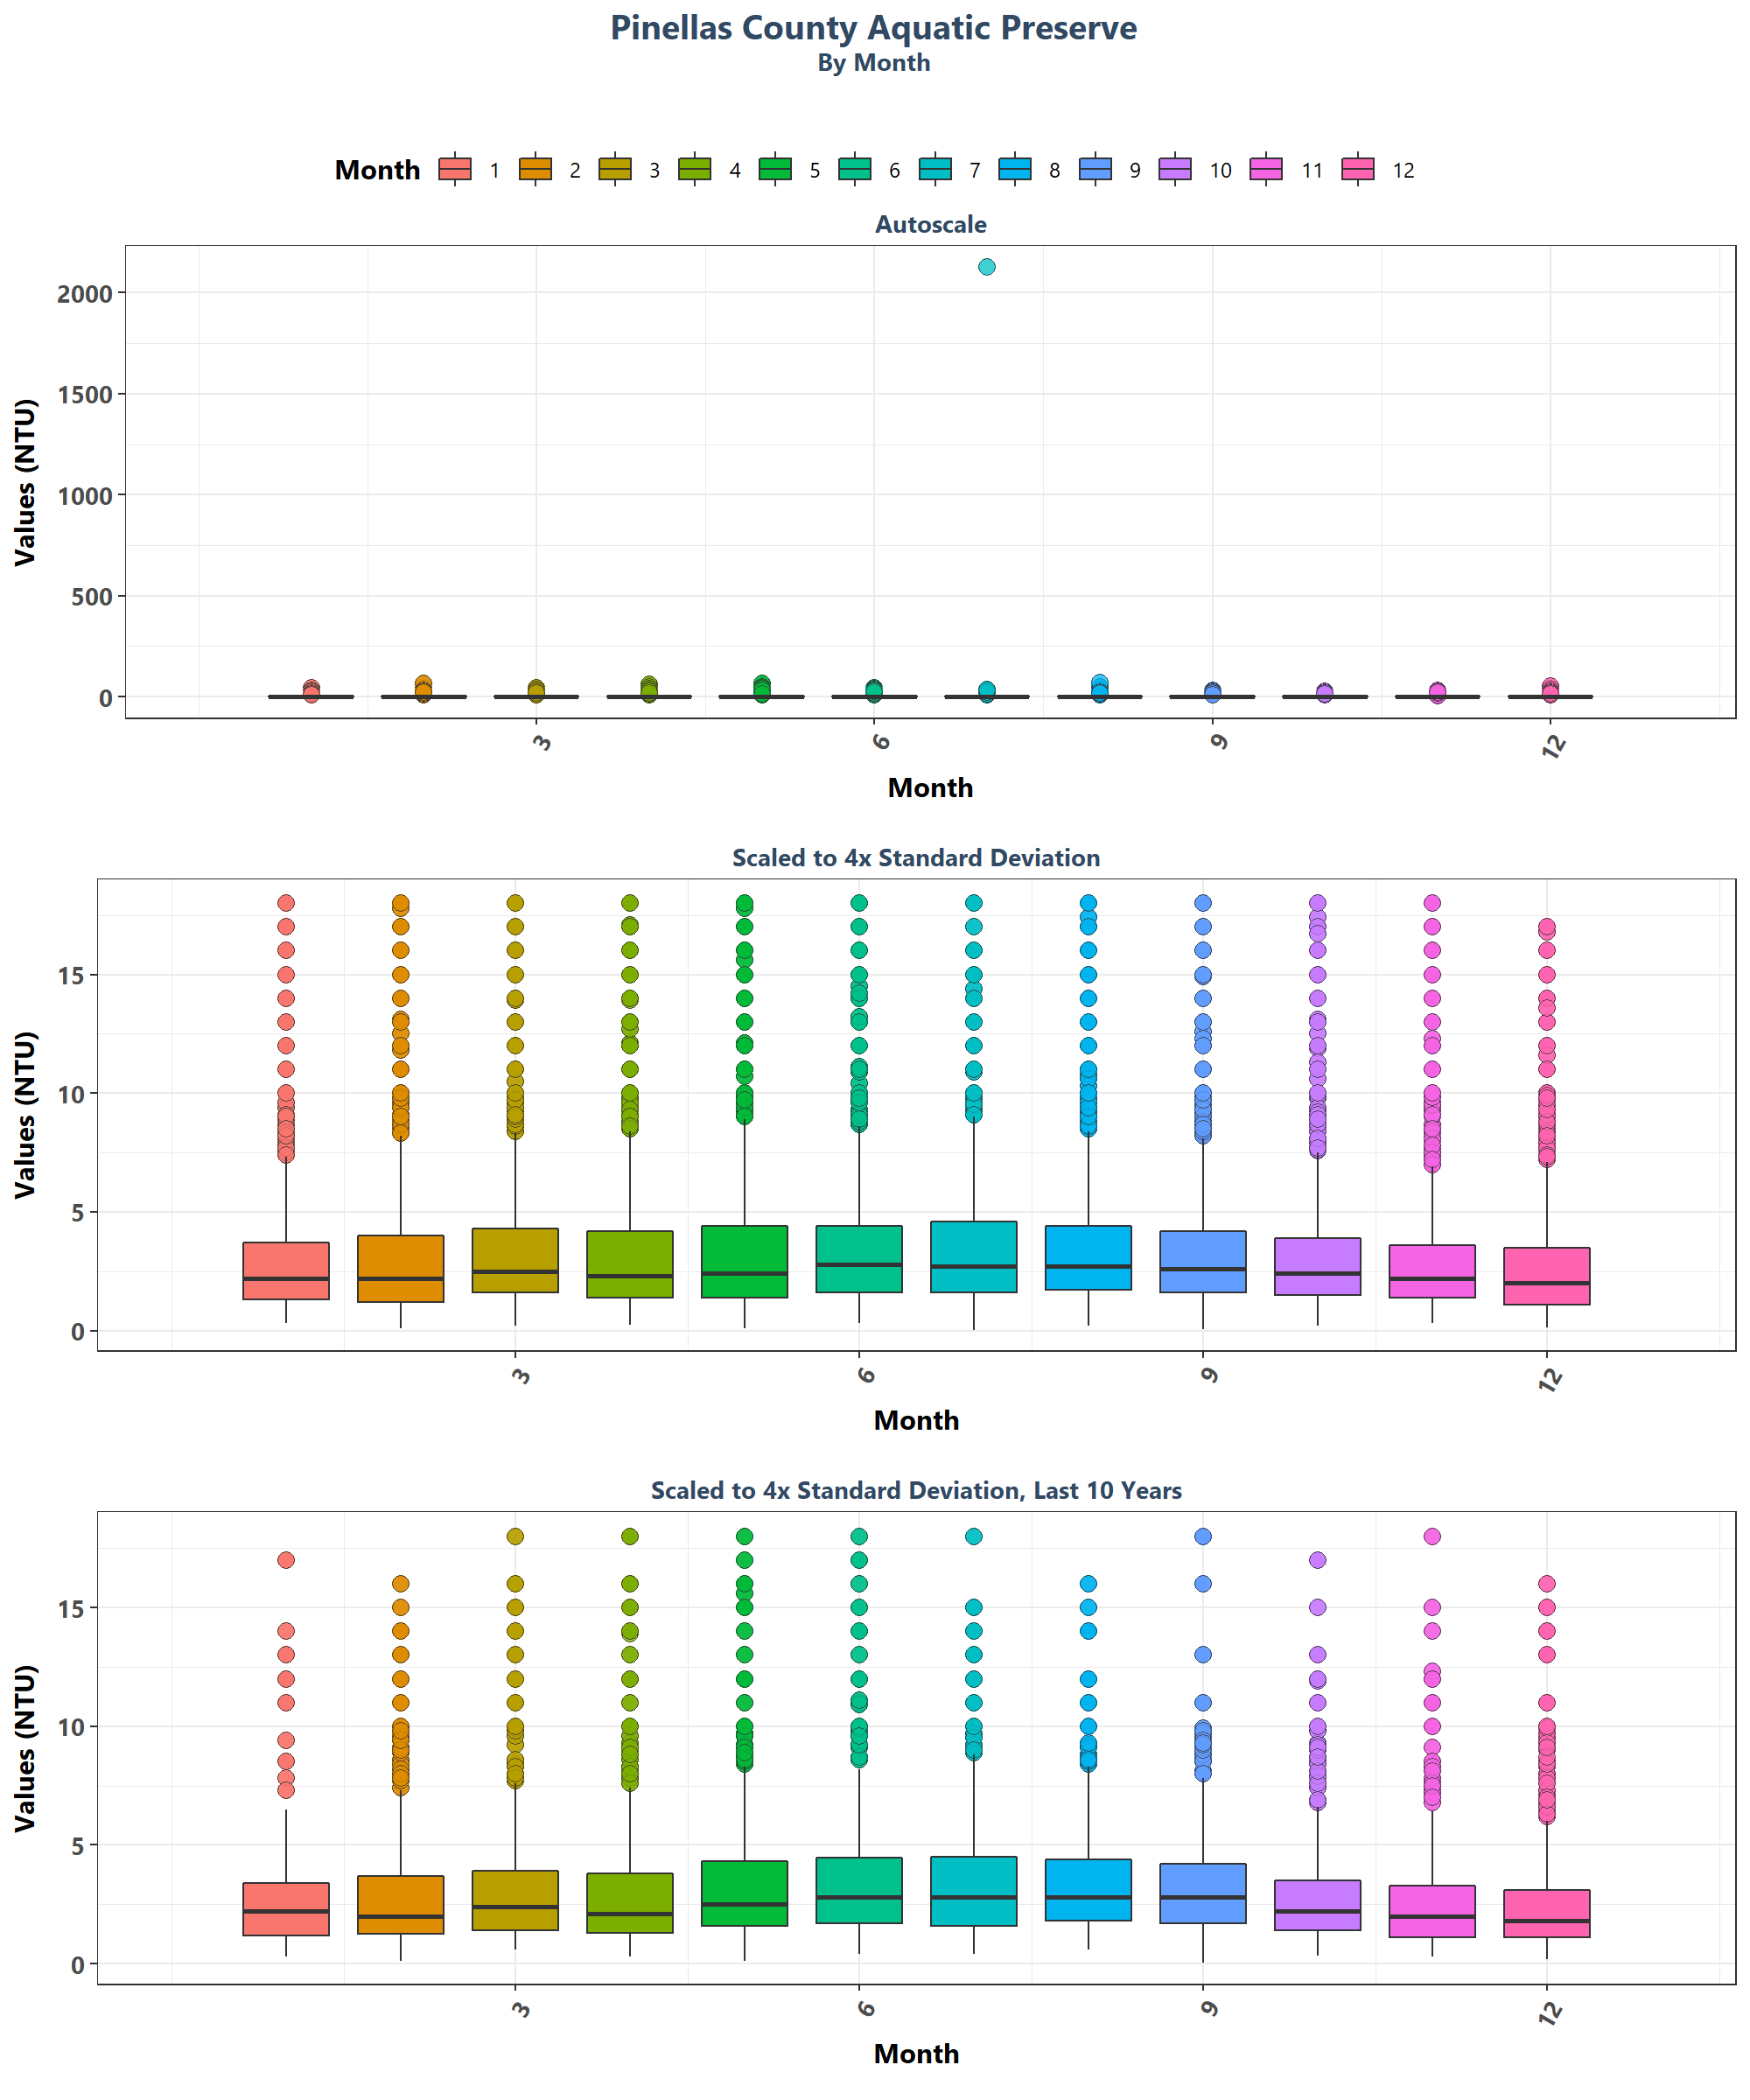 Pinellas County Aquatic Preserve
By Month
Month 1 2 3 4 5 6 7 8 9 10 11 12
Autoscale
Values (NTU)
2000
1500
1000
500
0
3 6 9 12
Month
Scaled to 4x Standard Deviation
Values (NTU)
15
10
5
0
3 6 9 12
Month
Scaled to 4x Standard Deviation, Last 10 Years
Values (NTU)
15
10
5
0
3 6 9 12
Month